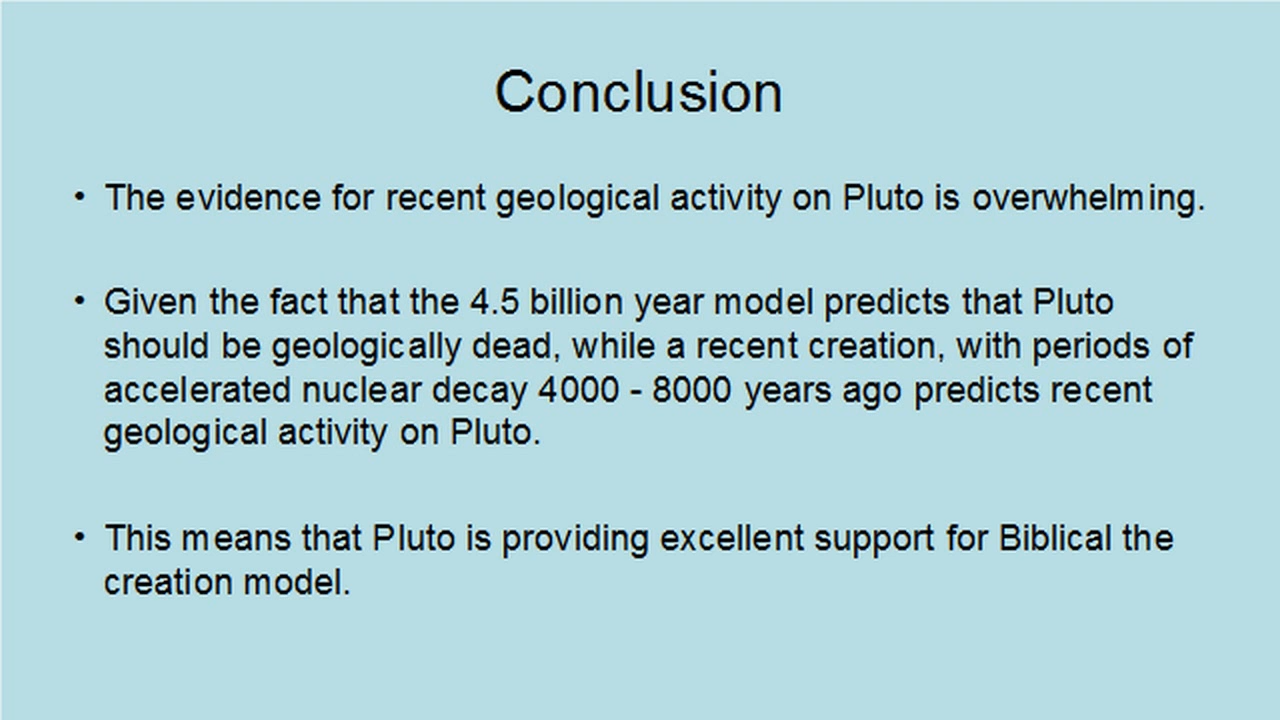 Conclusion
• The evidence for recent geological activity on Pluto is overwhelming.
• Given the fact that the 4.5 billion year model predicts that Pluto
should be geologically dead, while a recent creation, with periods of
accelerated nuclear decay 4000 - 8000 years ago predicts recent
geological activity on Pluto.
• This means that Pluto is providing excellent support for Biblical the
creation model.